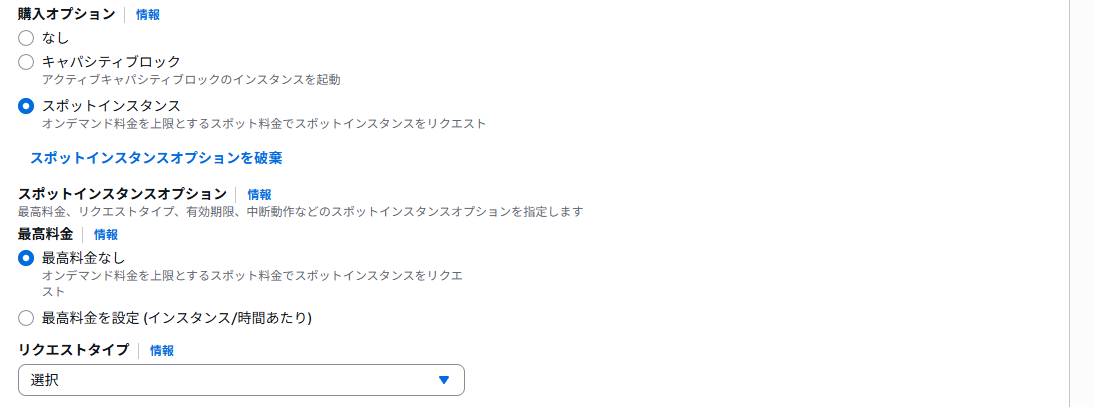 購入オプション 情報
なし
キャパシティブロック
アクティブキャパシティブロックのインスタンスを起動
スポットインスタンス
オンデマンド料金を上限とするスポット料金でスポットインスタンスをリクエスト
スポットインスタンスオプションを破棄
スポットインスタンスオプション 情報
最高料金、リクエストタイプ、有効期限、中断動作などのスポットインスタンスオプションを指定します
最高料金 情報
最高料金なし
オンデマンド料金を上限とするスポット料金でスポットインスタンスをリクエ
スト
最高料金を設定 (インスタンス/時間あたり)
リクエストタイプ 情報
選択